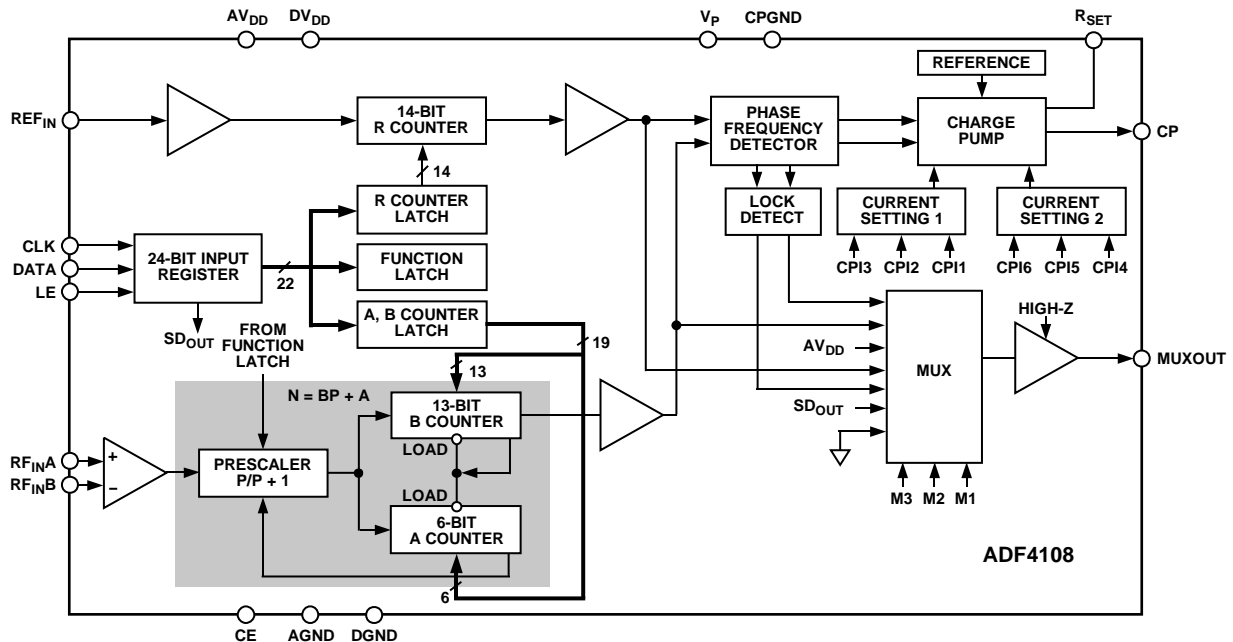 AVDD DVDD VP CPGND RSET
REFIN
14-BIT
R COUNTER
14
R COUNTER
LATCH
PHASE
FREQUENCY
DETECTOR
REFERENCE
CHARGE
PUMP
CP
LOCK
DETECT
CURRENT
SETTING 1
CURRENT
SETTING 2
CPI3 CPI2 CPI1 CPI6 CPI5 CPI4
CLK
DATA
LE
24-BIT INPUT
REGISTER
22
FUNCTION
LATCH
A, B COUNTER
LATCH
19
SDOUT
FROM
FUNCTION
LATCH
13
N = BP + A
13-BIT
B COUNTER
LOAD
RFINA
RFINB
+
–
PRESCALER
P/P + 1
LOAD
6-BIT
A COUNTER
6
HIGH-Z
AVDD
MUX
MUXOUT
SDOUT
M3 M2 M1
ADF4108
CE AGND DGND